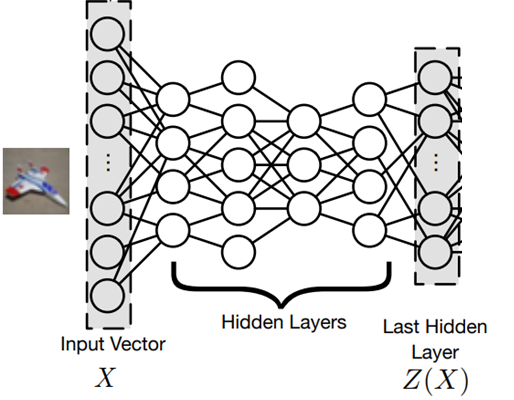 ...
...
Hidden Layers
Input Vector
X
Last Hidden
Layer
Z(X)